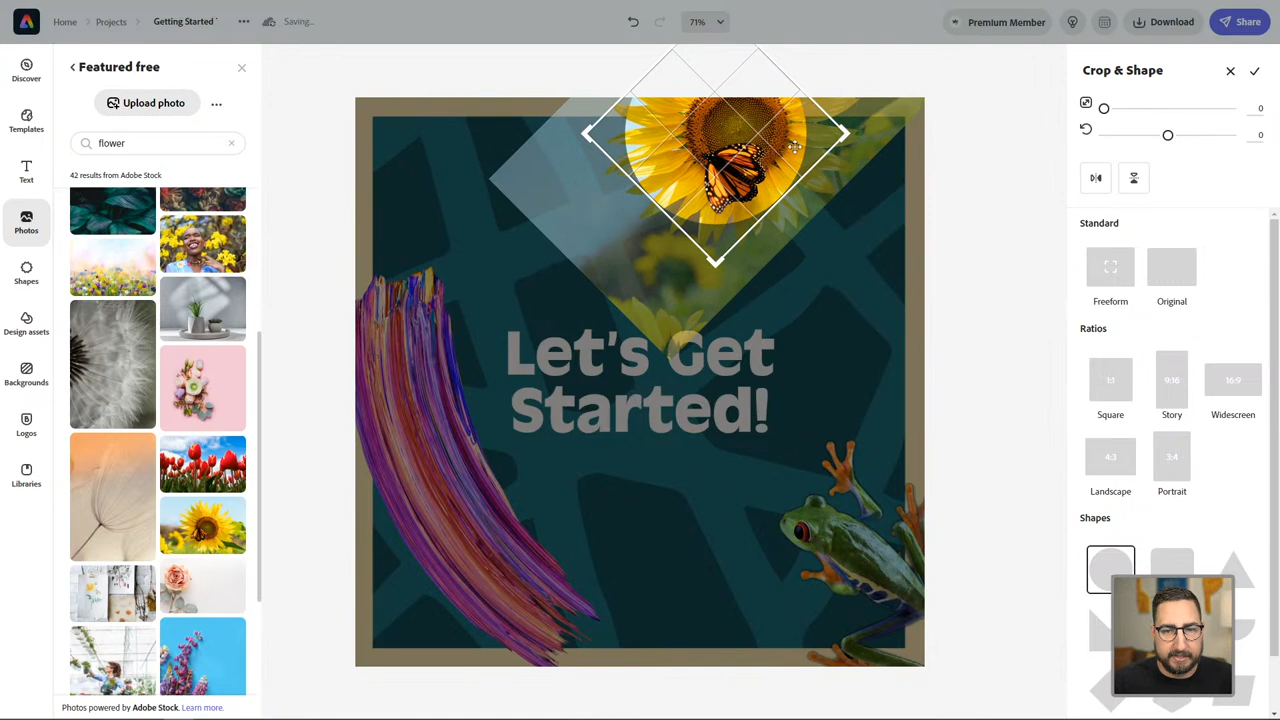 Home
Projects
Getting Started
Saving...
71%
Premium Member
Download
Share
Discover
Templates
Text
Photos
Shapes
Design assets
Backgrounds
Logos
Libraries
Featured free
Upload photo
flower
42 results from Adobe Stock
Photos powered by Adobe Stock. Learn more.
Let's Get
Started!
Crop & Shape
0
0
Standard
Freeform
Original
Ratios
1:1
9:16
16:9
Square
Story
Widescreen
4:3
3:4
Landscape
Portrait
Shapes